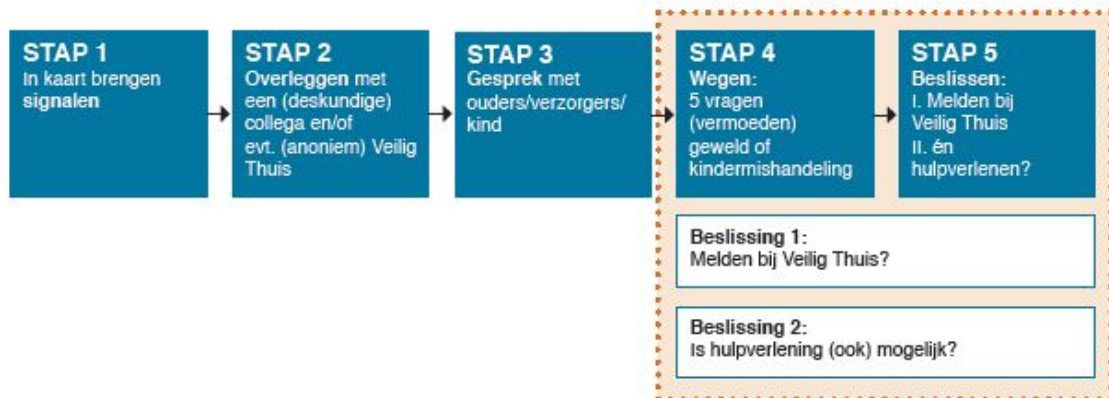 STAP 1
In kaart brengen
signalen
STAP 2
Overleggen met
een (deskundige)
collega en/of
evt. (anoniem) Veilig
Thuis
STAP 3
Gesprek met
ouders/verzorgers/
kind
STAP 4
Wegen:
5 vragen
(vermoeden)
geweld of
kindermishandeling
STAP 5
Beslissen:
I. Melden bij
Veilig Thuis
II. én
hulpverlenen?
Beslissing 1:
Melden bij Veilig Thuis?
Beslissing 2:
Is hulpverlening (ook) mogelijk?